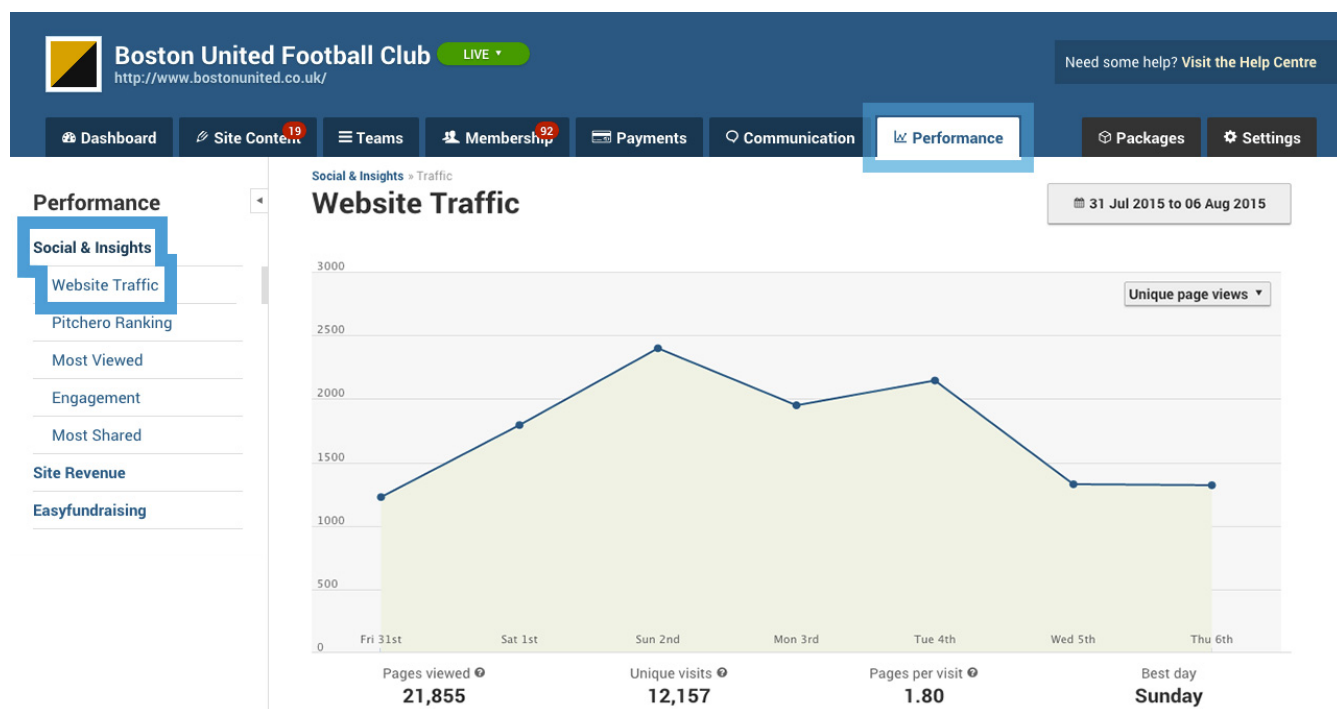 Boston United Football Club LIVE
http://www.bostonunited.co.uk/
Need some help? Visit the Help Centre
Dashboard
Site Content 19
Teams
Membership 92
Payments
Communication
Performance
Packages
Settings
Performance
Social & Insights
Website Traffic
Pitchero Ranking
Most Viewed
Engagement
Most Shared
Site Revenue
Easyfundraising
Social & Insights » Traffic
Website Traffic
31 Jul 2015 to 06 Aug 2015
Unique page views
3000
2500
2000
1500
1000
500
0
Fri 31st Sat 1st Sun 2nd Mon 3rd Tue 4th Wed 5th Thu 6th
Pages viewed
21,855
Unique visits
12,157
Pages per visit
1.80
Best day
Sunday